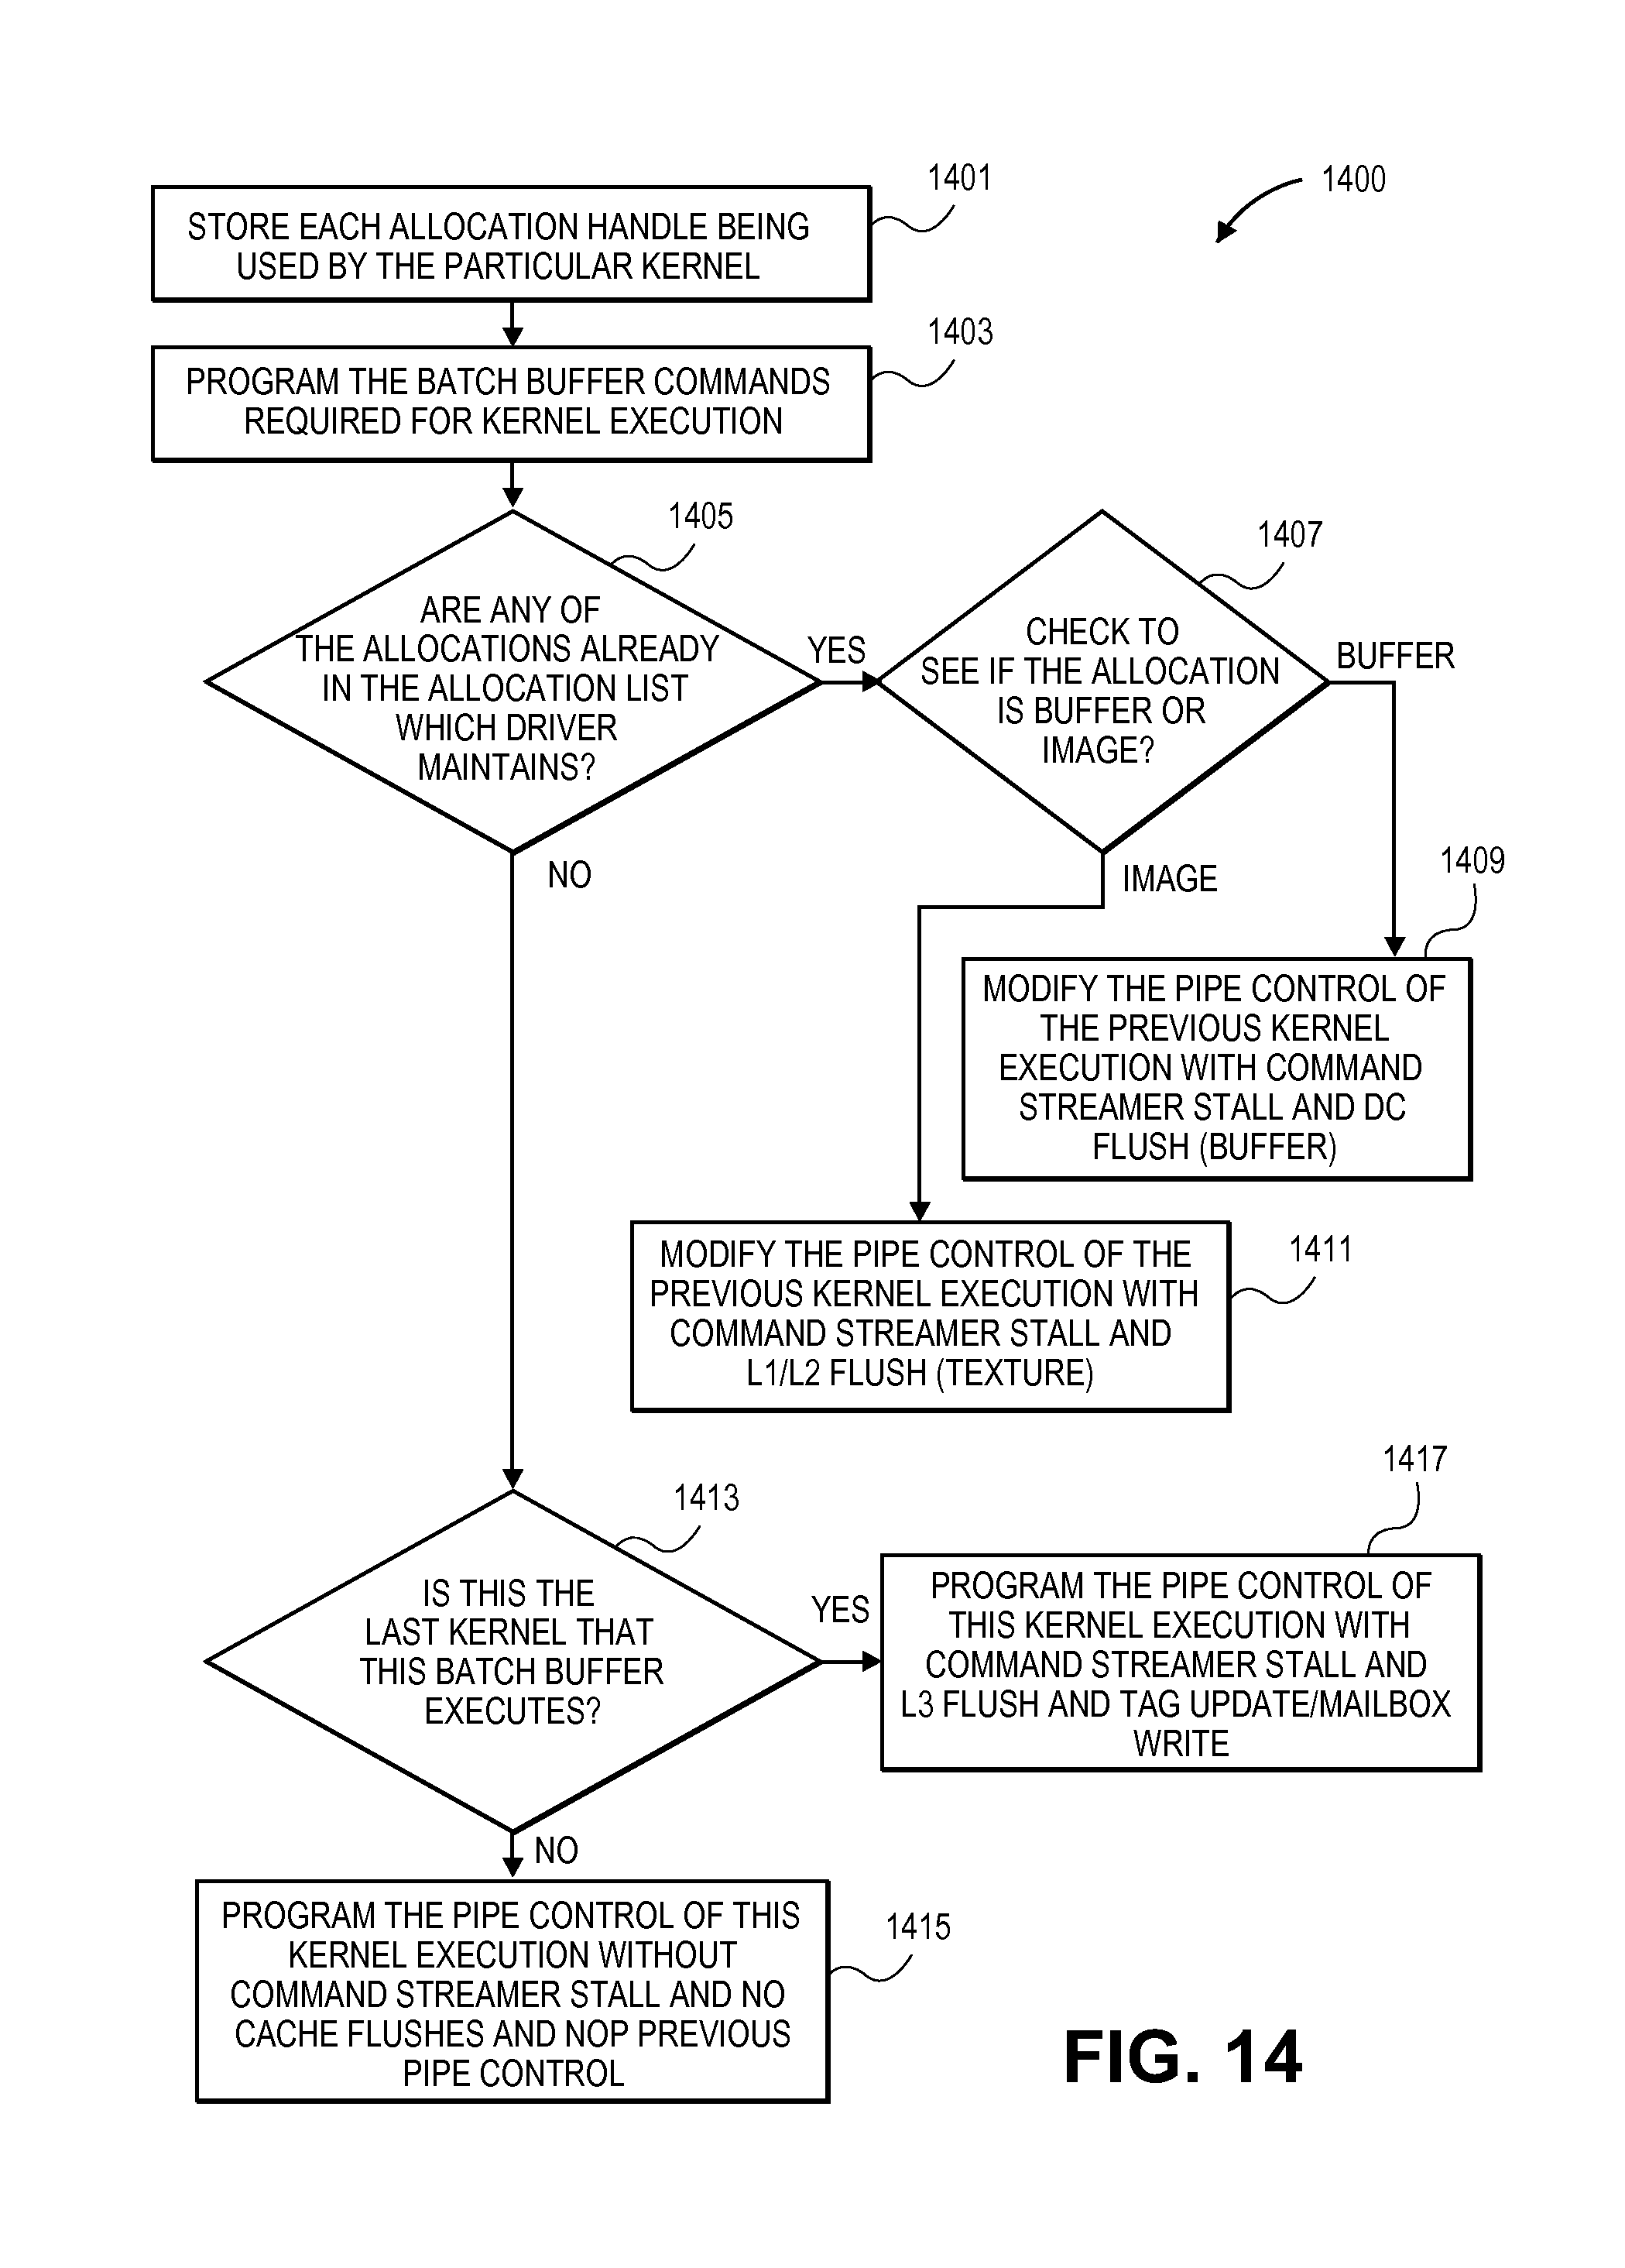 1400
1401
STORE EACH ALLOCATION HANDLE BEING
USED BY THE PARTICULAR KERNEL
1403
PROGRAM THE BATCH BUFFER COMMANDS
REQUIRED FOR KERNEL EXECUTION
1405
ARE ANY OF
THE ALLOCATIONS ALREADY
IN THE ALLOCATION LIST
WHICH DRIVER
MAINTAINS?
YES
NO
1407
CHECK TO
SEE IF THE ALLOCATION
IS BUFFER OR
IMAGE?
BUFFER
IMAGE
1409
MODIFY THE PIPE CONTROL OF
THE PREVIOUS KERNEL
EXECUTION WITH COMMAND
STREAMER STALL AND DC
FLUSH (BUFFER)
1411
MODIFY THE PIPE CONTROL OF THE
PREVIOUS KERNEL EXECUTION WITH
COMMAND STREAMER STALL AND
L1/L2 FLUSH (TEXTURE)
1413
IS THIS THE
LAST KERNEL THAT
THIS BATCH BUFFER
EXECUTES?
YES
NO
1417
PROGRAM THE PIPE CONTROL OF
THIS KERNEL EXECUTION WITH
COMMAND STREAMER STALL AND
L3 FLUSH AND TAG UPDATE/MAILBOX
WRITE
1415
PROGRAM THE PIPE CONTROL OF THIS
KERNEL EXECUTION WITHOUT
COMMAND STREAMER STALL AND NO
CACHE FLUSHES AND NOP PREVIOUS
PIPE CONTROL
FIG. 14